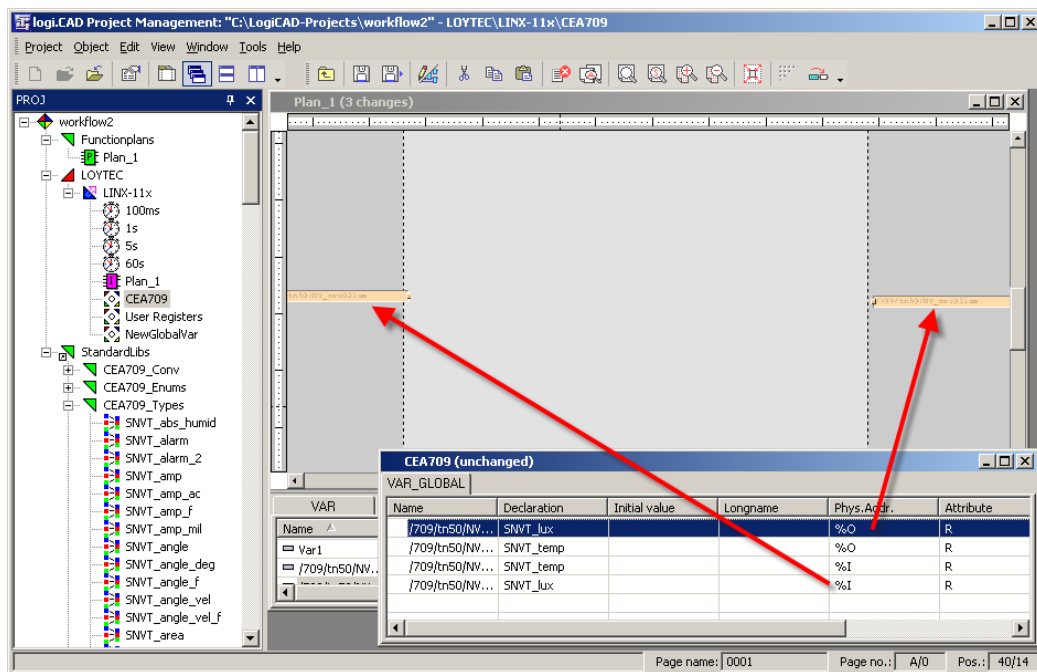 logi.CAD Project Management: "C:\LogiCAD-Projects\workflow2" - LOYTEC\LINX-11x\CEA709
Project Object Edit View Window Tools Help
PROJ
workflow2
Functionplans
Plan_1
LOYTEC
LINX-11x
100ms
1s
5s
60s
Plan_1
CEA709
User Registers
NewGlobalVar
StandardLibs
CEA709_Conv
CEA709_Enums
CEA709_Types
SNVT_abs_humid
SNVT_alarm
SNVT_alarm_2
SNVT_amp
SNVT_amp_ac
SNVT_amp_f
SNVT_amp_mil
SNVT_angle
SNVT_angle_deg
SNVT_angle_f
SNVT_angle_vel
SNVT_angle_vel_f
SNVT_area
Plan_1 (3 changes)
VAR
Name
Var1
/709/tn50/NV...
CEA709 (unchanged)
VAR_GLOBAL
Name Declaration Initial value Longname Phys.Addr. Attribute
/709/tn50/NV... SNVT_lux %O R
/709/tn50/NV... SNVT_temp %O R
/709/tn50/NV... SNVT_temp %I R
/709/tn50/NV... SNVT_lux %I R
Page name: 0001 Page no.: A/0 Pos.: 40/14